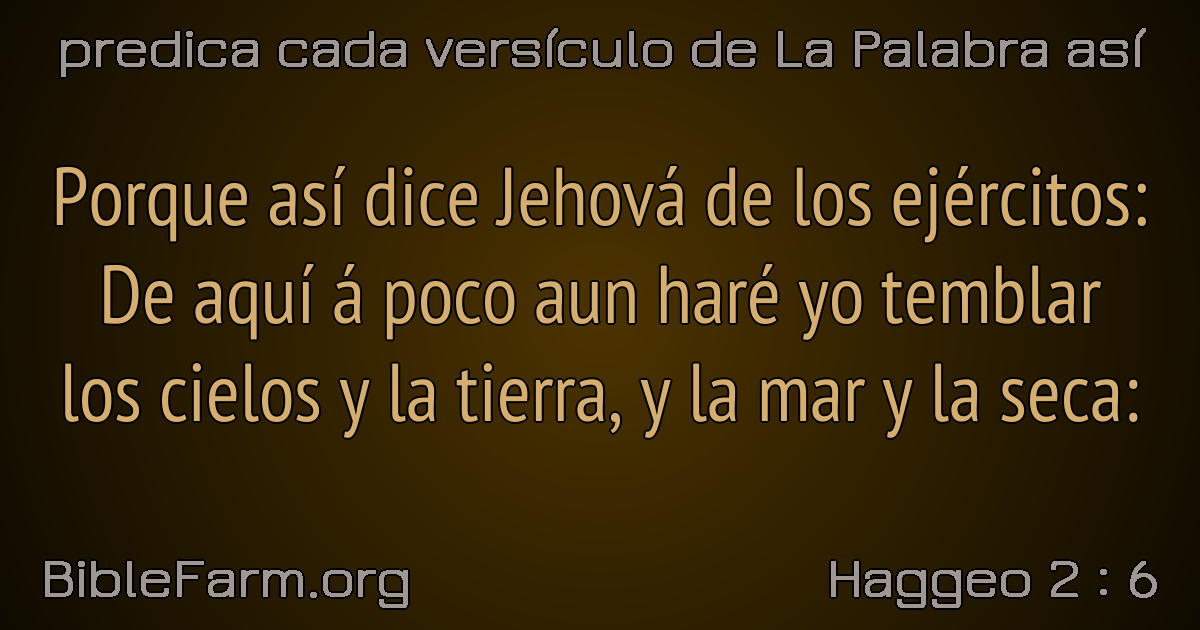 predica cada versículo de La Palabra así
Porque así dice Jehová de los ejércitos:
De aquí á poco aun haré yo temblar
los cielos y la tierra, y la mar y la seca:
BibleFarm.org
Haggeo 2 : 6